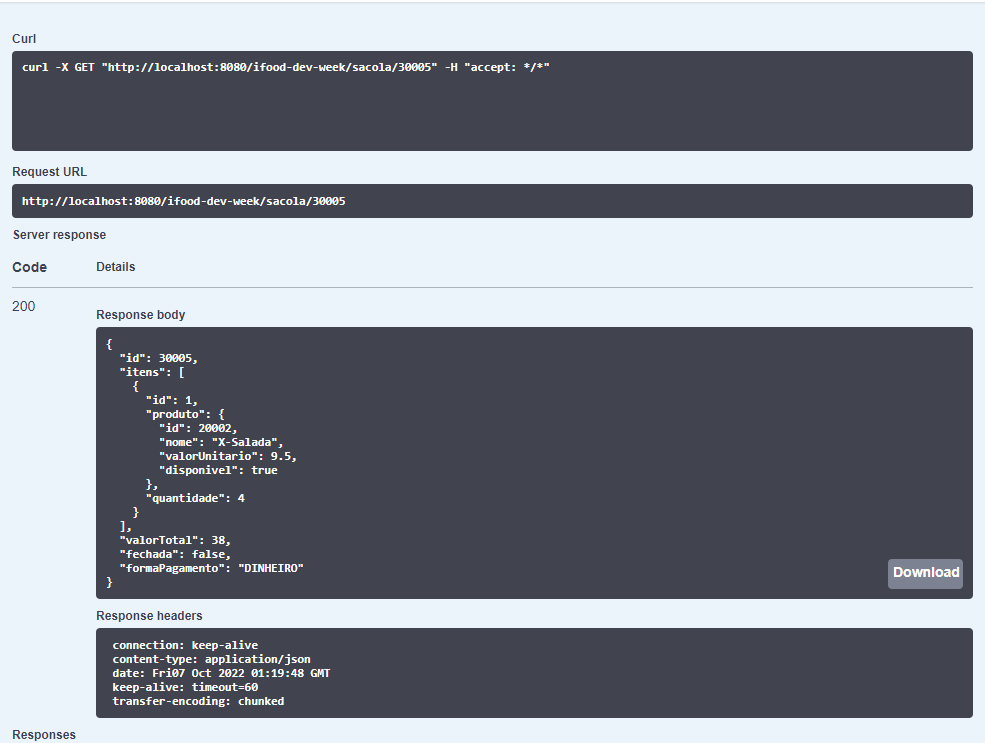 Curl
curl -X GET "http://localhost:8080/ifood-dev-week/sacola/30005" -H "accept: */*"
Request URL
http://localhost:8080/ifood-dev-week/sacola/30005
Server response
Code Details
200
Response body
{
  "id": 30005,
  "itens": [
    {
      "id": 1,
      "produto": {
        "id": 20002,
        "nome": "X-Salada",
        "valorUnitario": 9.5,
        "disponivel": true
      },
      "quantidade": 4
    }
  ],
  "valorTotal": 38,
  "fechada": false,
  "formaPagamento": "DINHEIRO"
}
Download
Response headers
connection: keep-alive
content-type: application/json
date: Fri07 Oct 2022 01:19:48 GMT
keep-alive: timeout=60
transfer-encoding: chunked
Responses